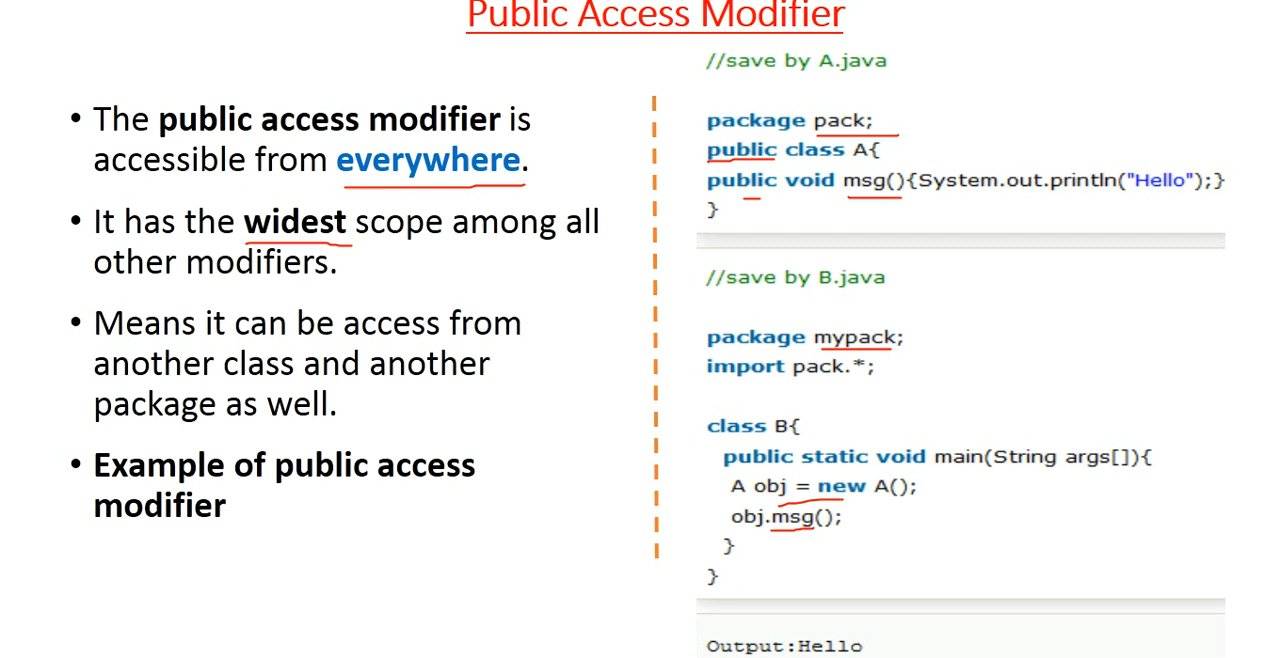 Public Access Modifier
• The public access modifier is
accessible from everywhere.
• It has the widest scope among all
other modifiers.
• Means it can be access from
another class and another
package as well.
• Example of public access
modifier
//save by A.java
package pack;
public class A{
public void msg(){System.out.println("Hello");}
}
//save by B.java
package mypack;
import pack.*;
class B{
public static void main(String args[]){
A obj = new A();
obj.msg();
}
}
Output:Hello